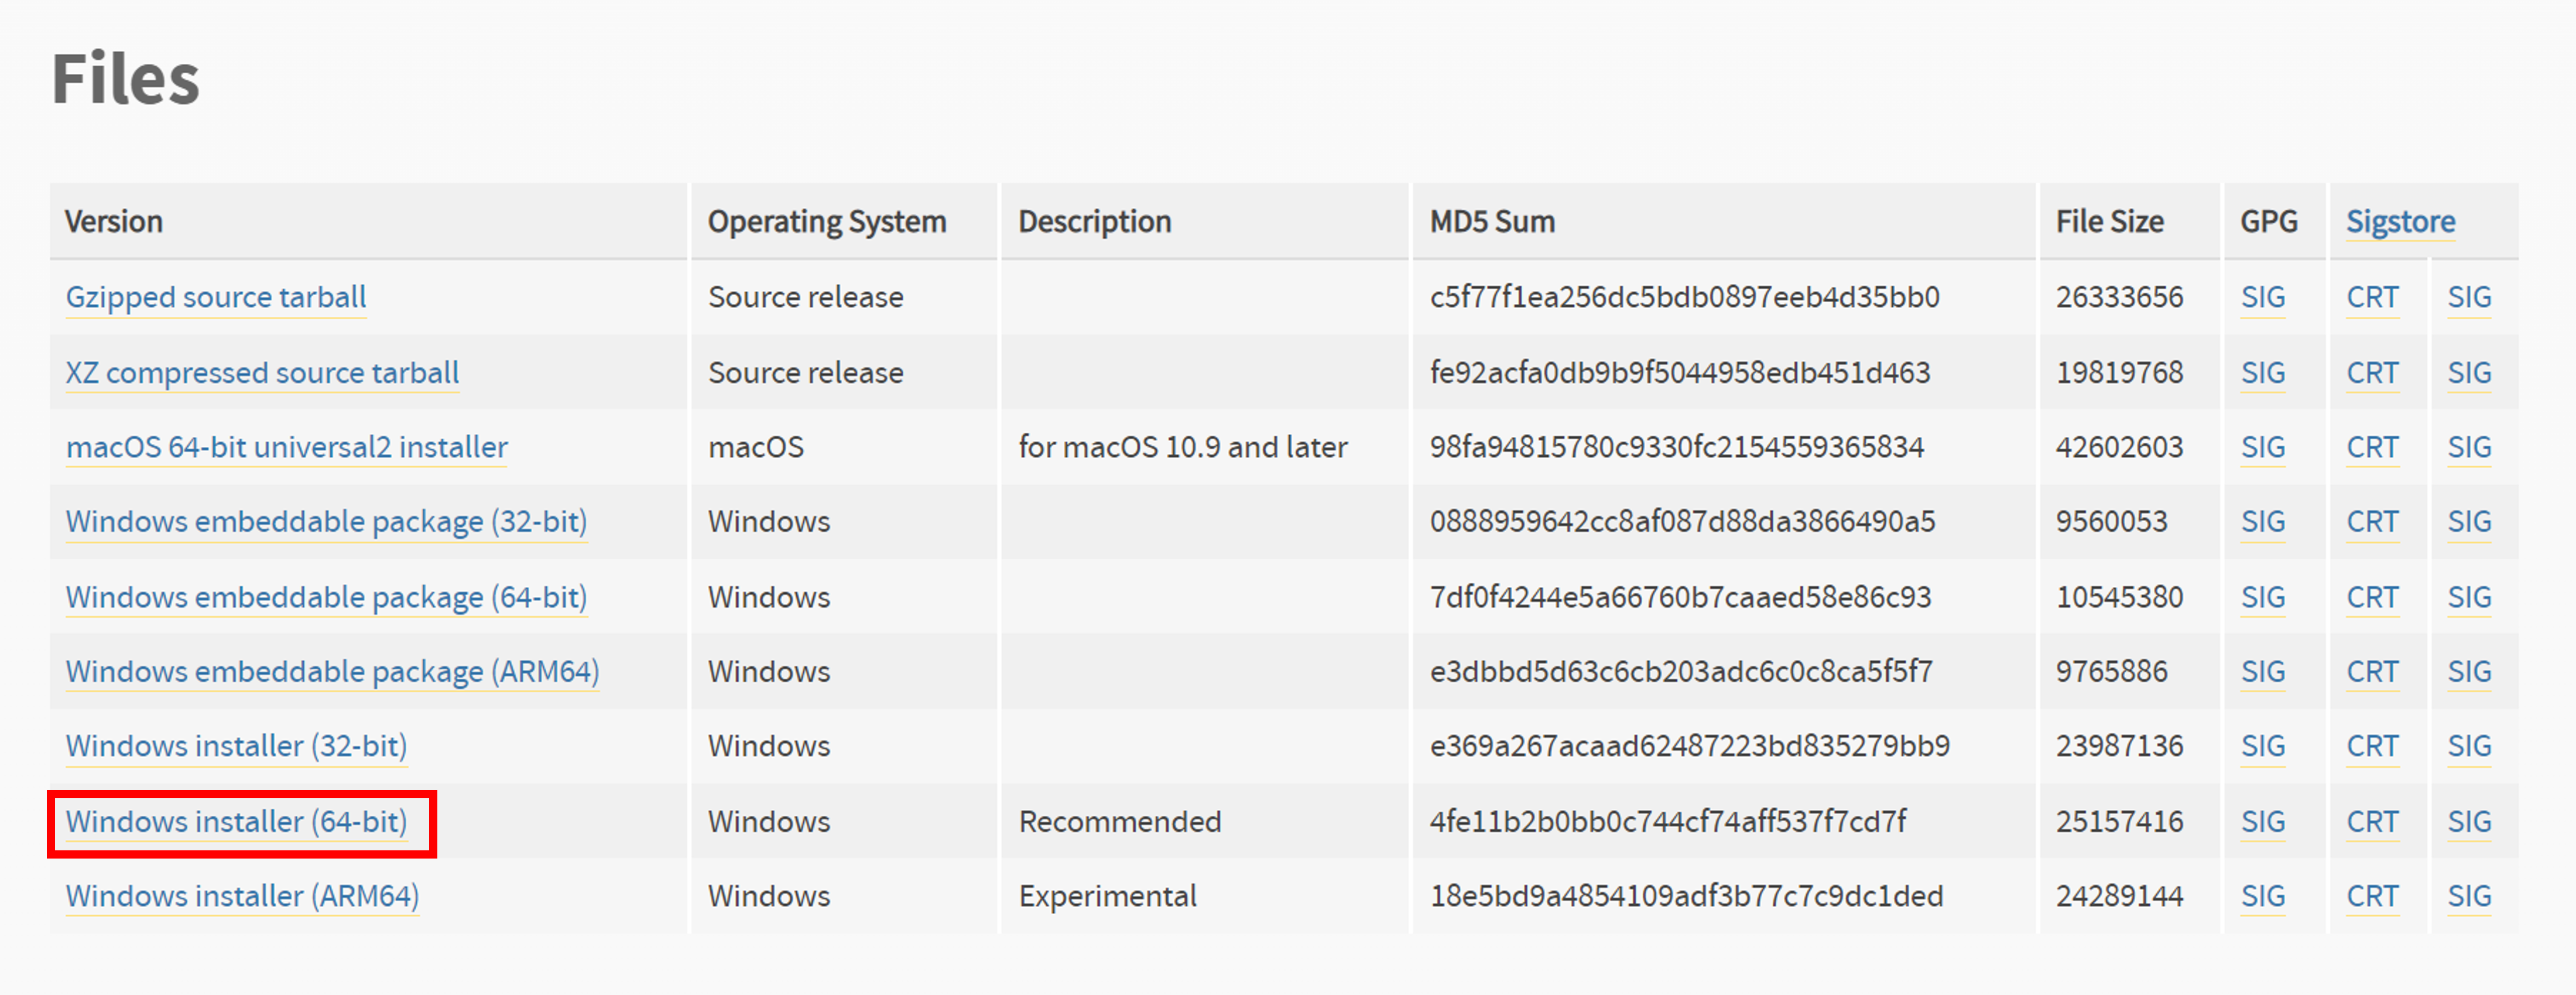 Files
Version Operating System Description MD5 Sum File Size GPG Sigstore
Gzipped source tarball Source release c5f77f1ea256dc5bdb0897eeb4d35bb0 26333656 SIG CRT SIG
XZ compressed source tarball Source release fe92acfa0db9b9f5044958edb451d463 19819768 SIG CRT SIG
macOS 64-bit universal2 installer macOS for macOS 10.9 and later 98fa94815780c9330fc2154559365834 42602603 SIG CRT SIG
Windows embeddable package (32-bit) Windows 0888959642cc8af087d88da3866490a5 9560053 SIG CRT SIG
Windows embeddable package (64-bit) Windows 7df0f4244e5a66760b7caaed58e86c93 10545380 SIG CRT SIG
Windows embeddable package (ARM64) Windows e3dbbd5d63c6cb203adc6c0c8ca5f5f7 9765886 SIG CRT SIG
Windows installer (32-bit) Windows e369a267acaad62487223bd835279bb9 23987136 SIG CRT SIG
Windows installer (64-bit) Windows Recommended 4fe11b2b0bb0c744cf74aff537f7cd7f 25157416 SIG CRT SIG
Windows installer (ARM64) Windows Experimental 18e5bd9a4854109adf3b77c7c9dc1ded 24289144 SIG CRT SIG